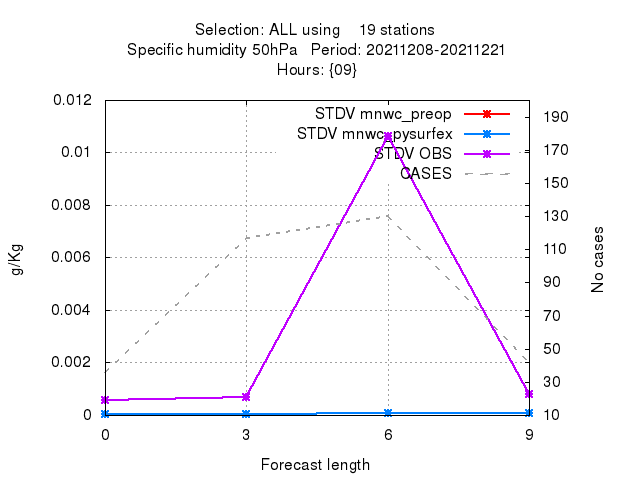 Selection: ALL using 19 stations
Specific humidity 50hPa Period: 20211208-20211221
Hours: {09}
STDV mnwc_preop
STDV mnwc_pysurfex
STDV OBS
CASES
0.012
0.01
0.008
0.006
0.004
0.002
0
190
170
150
130
110
90
70
50
30
10
g/Kg
No cases
0 3 6 9
Forecast length